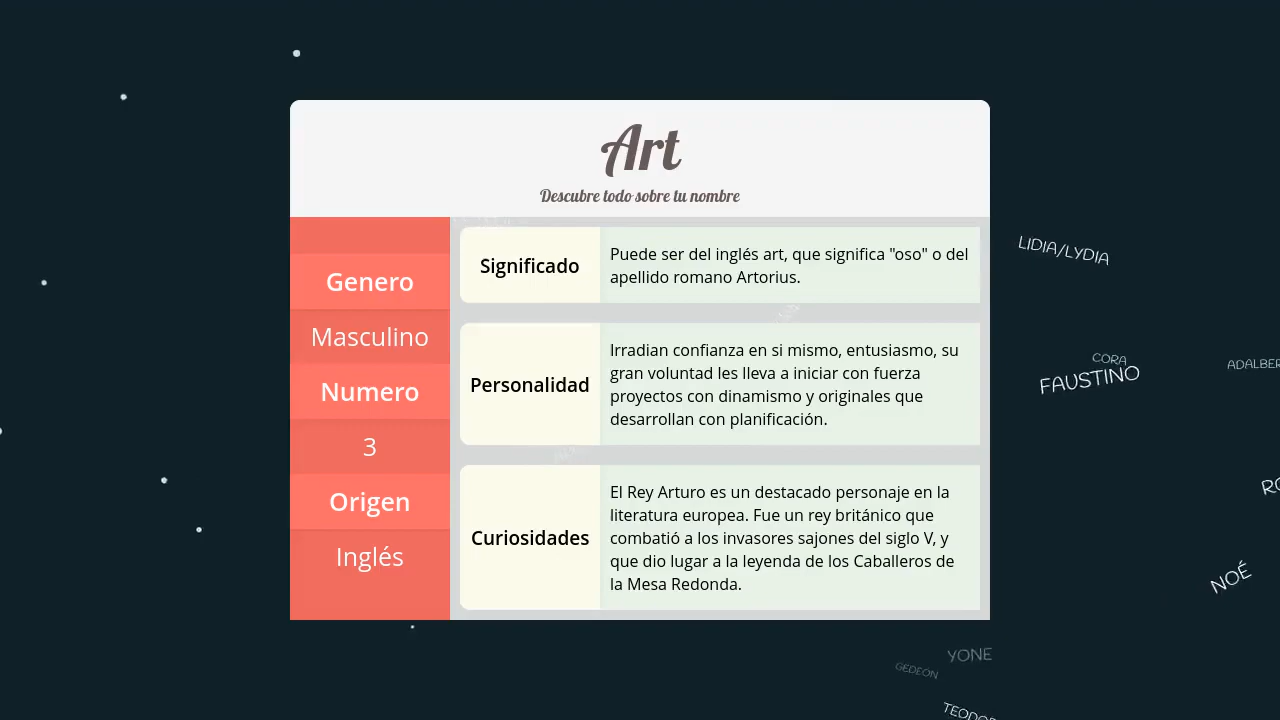 Art
Descubre todo sobre tu nombre
Genero
Masculino
Numero
3
Origen
Inglés
Significado
Puede ser del inglés art, que significa "oso" o del
apellido romano Artorius.
Personalidad
Irradian confianza en si mismo, entusiasmo, su
gran voluntad les lleva a iniciar con fuerza
proyectos con dinamismo y originales que
desarrollan con planificación.
Curiosidades
El Rey Arturo es un destacado personaje en la
literatura europea. Fue un rey británico que
combatió a los invasores sajones del siglo V, y
que dio lugar a la leyenda de los Caballeros de
la Mesa Redonda.
LIDIA/LYDIA
CORA
FAUSTINO
ADALBER
NOÉ
YONE
GEDEON